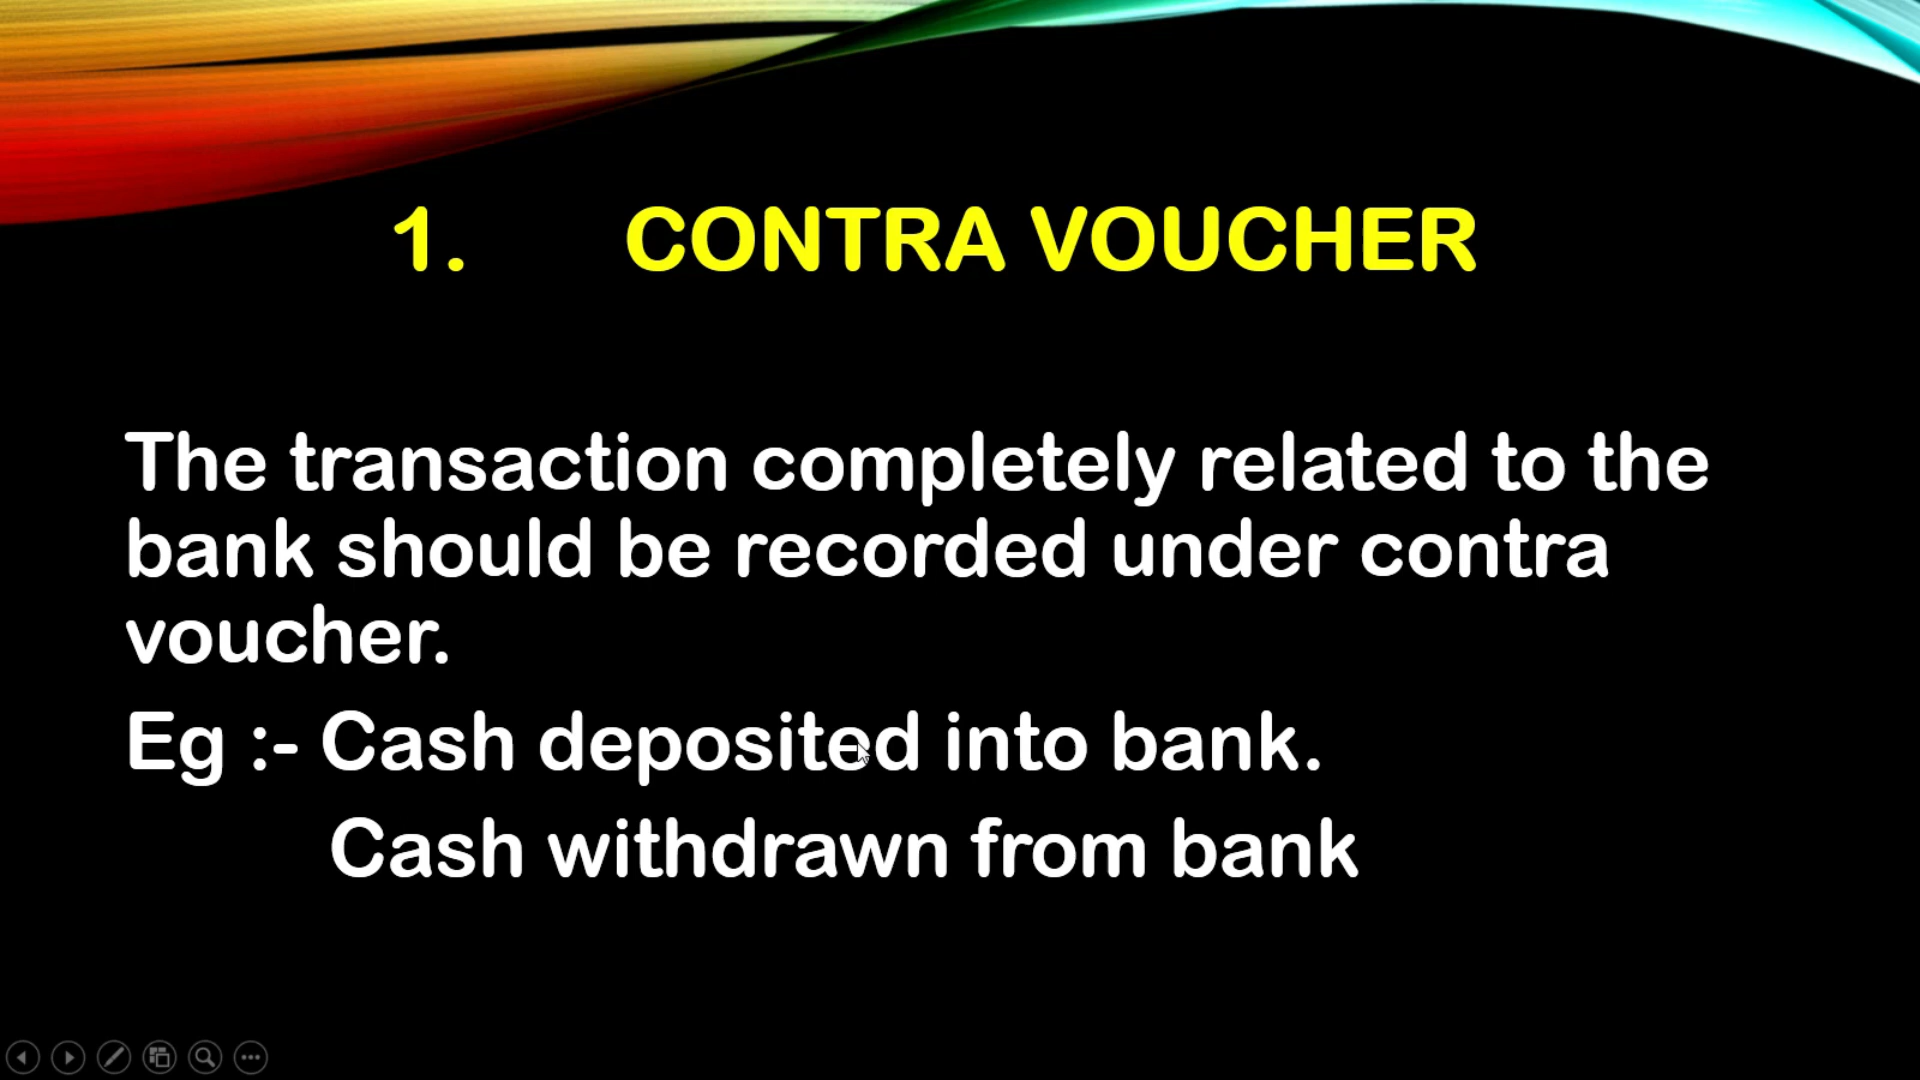 1. CONTRA VOUCHER
The transaction completely related to the
bank should be recorded under contra
voucher.
Eg :- Cash deposited into bank.
Cash withdrawn from bank